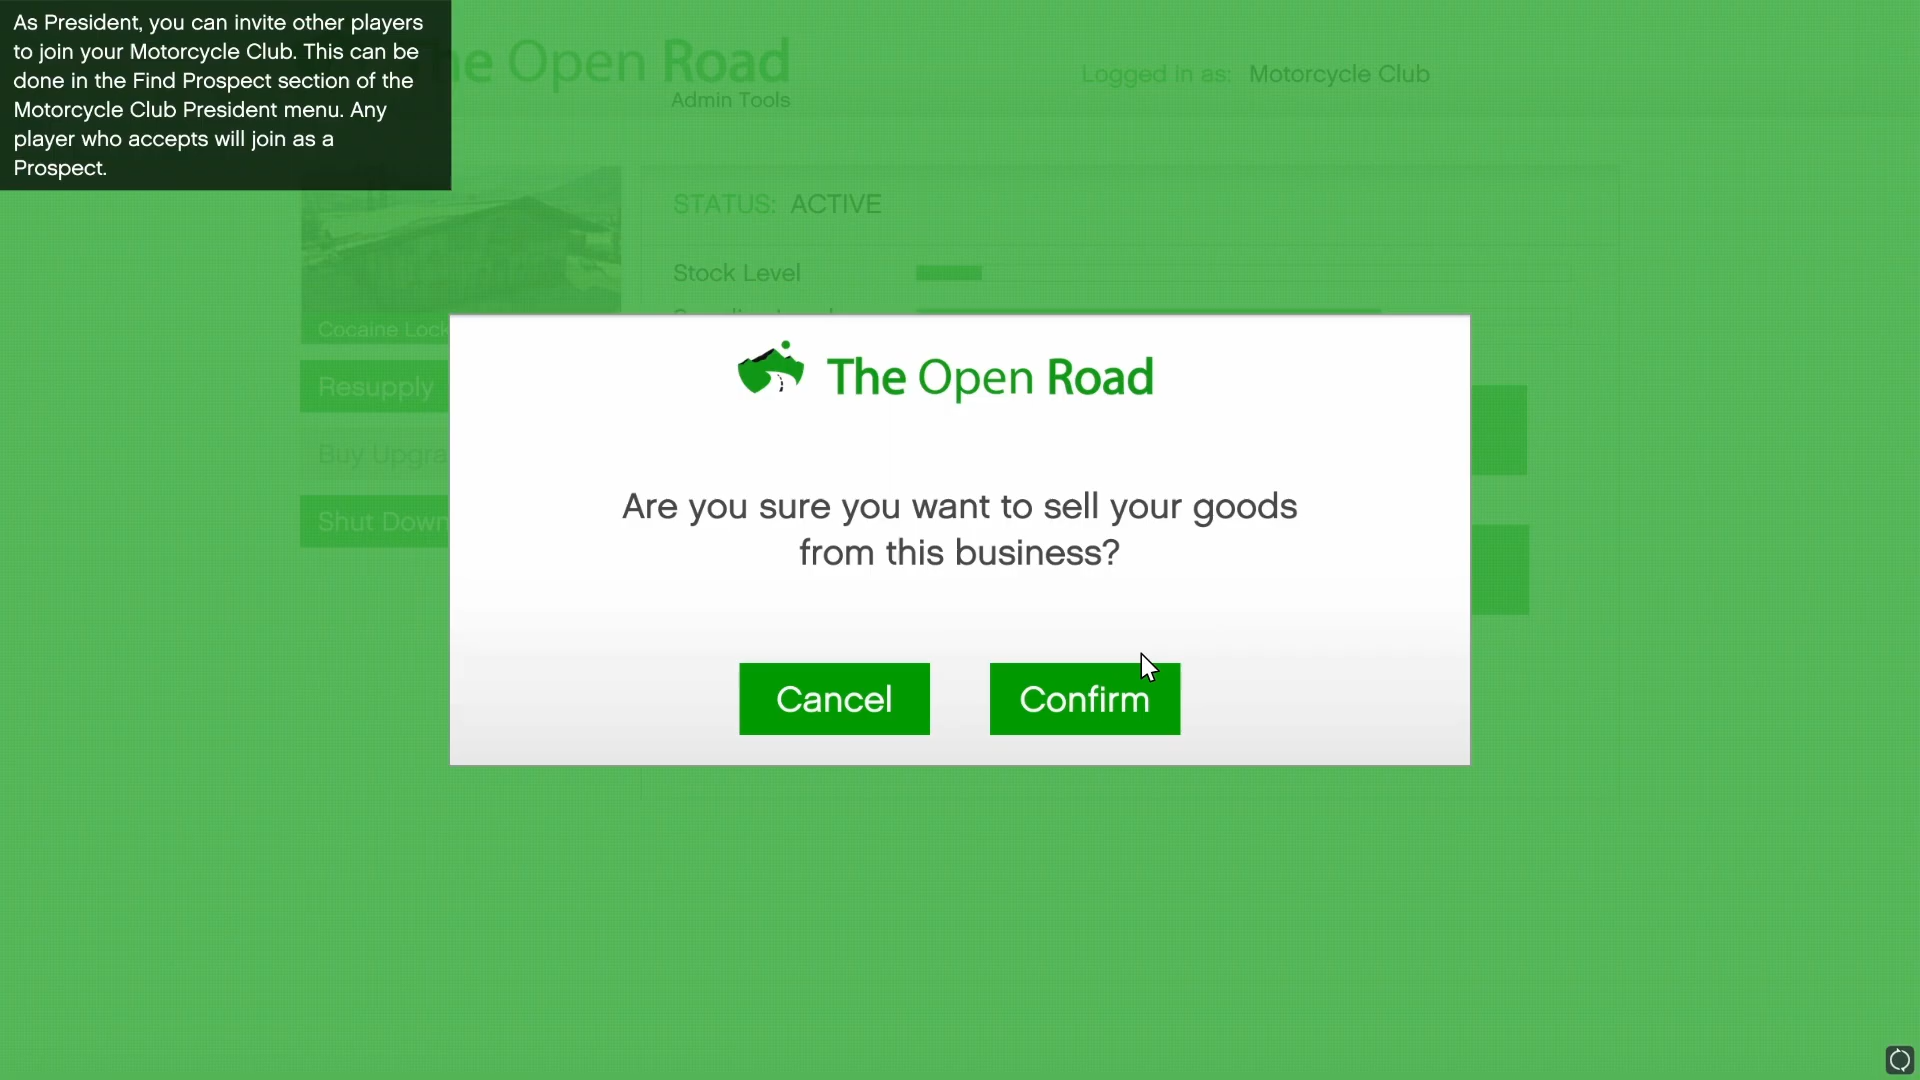 As President, you can invite other players
to join your Motorcycle Club. This can be
done in the Find Prospect section of the
Motorcycle Club President menu. Any
player who accepts will join as a
Prospect.
The Open Road
Admin Tools
Logged in as: Motorcycle Club
STATUS: ACTIVE
Stock Level
Cocaine
Resupply
Buy
Shut Down
The Open Road
Are you sure you want to sell your goods
from this business?
Cancel
Confirm